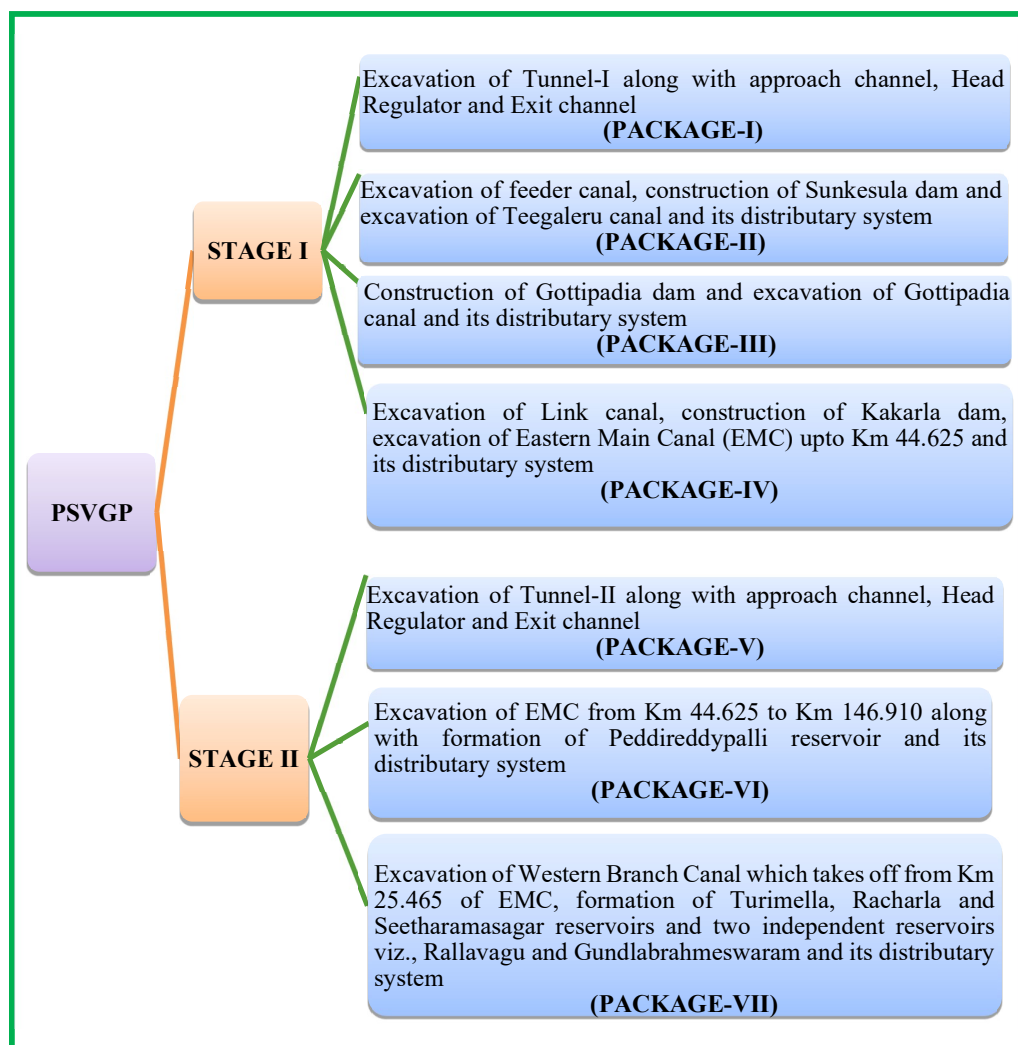 PSVGP
STAGE I
Excavation of Tunnel-I along with approach channel, Head
Regulator and Exit channel
(PACKAGE-I)
Excavation of feeder canal, construction of Sunkesula dam and
excavation of Teegaleru canal and its distributary system
(PACKAGE-II)
Construction of Gottipadia dam and excavation of Gottipadia
canal and its distributary system
(PACKAGE-III)
Excavation of Link canal, construction of Kakarla dam,
excavation of Eastern Main Canal (EMC) upto Km 44.625 and
its distributary system
(PACKAGE-IV)
STAGE II
Excavation of Tunnel-II along with approach channel, Head
Regulator and Exit channel
(PACKAGE-V)
Excavation of EMC from Km 44.625 to Km 146.910 along
with formation of Peddireddypalli reservoir and its
distributary system
(PACKAGE-VI)
Excavation of Western Branch Canal which takes off from Km
25.465 of EMC, formation of Turimella, Racharla and
Seetharamasagar reservoirs and two independent reservoirs
viz., Rallavagu and Gundlabrahmeswaram and its distributary
system
(PACKAGE-VII)